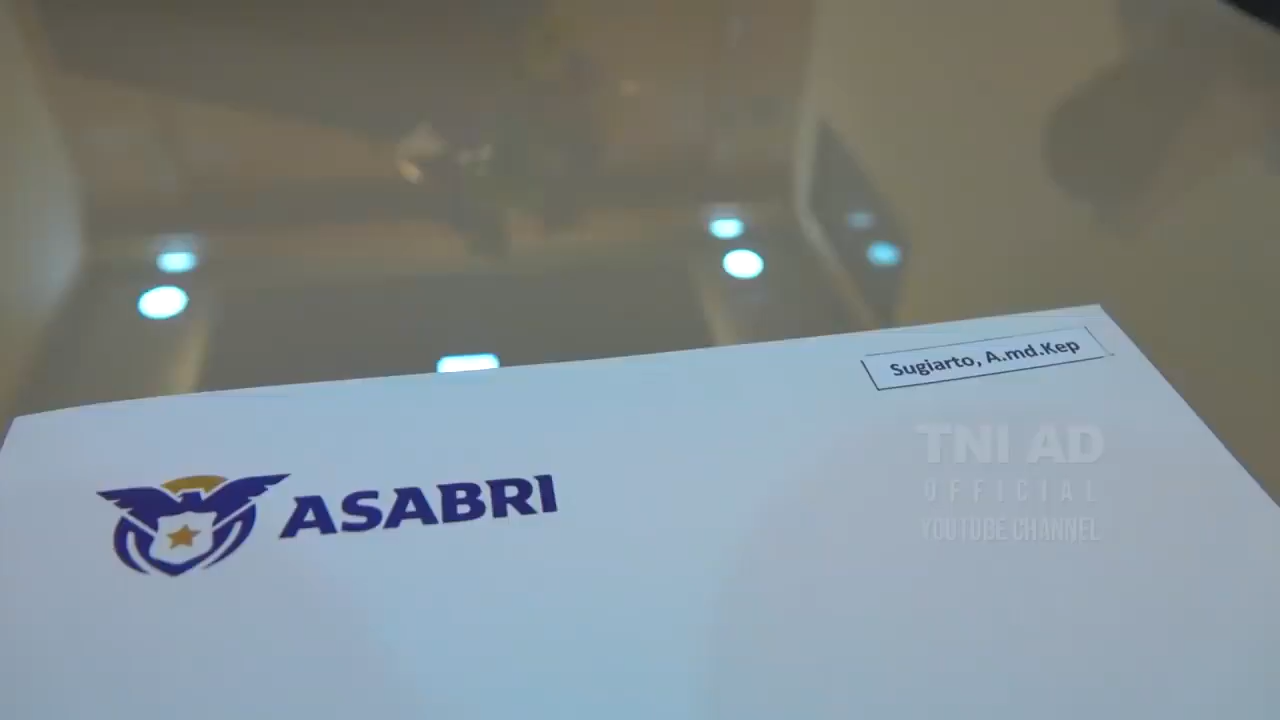 Sugiarto, A.md.Kep
ASABRI
TNI AD
OFFICIAL
YOUTUBE CHANNEL